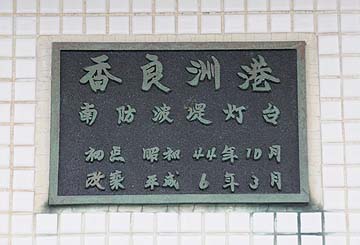 香良洲港
南防波堤灯台
初点 昭和 44年 10月
改築 平成 6年 3月